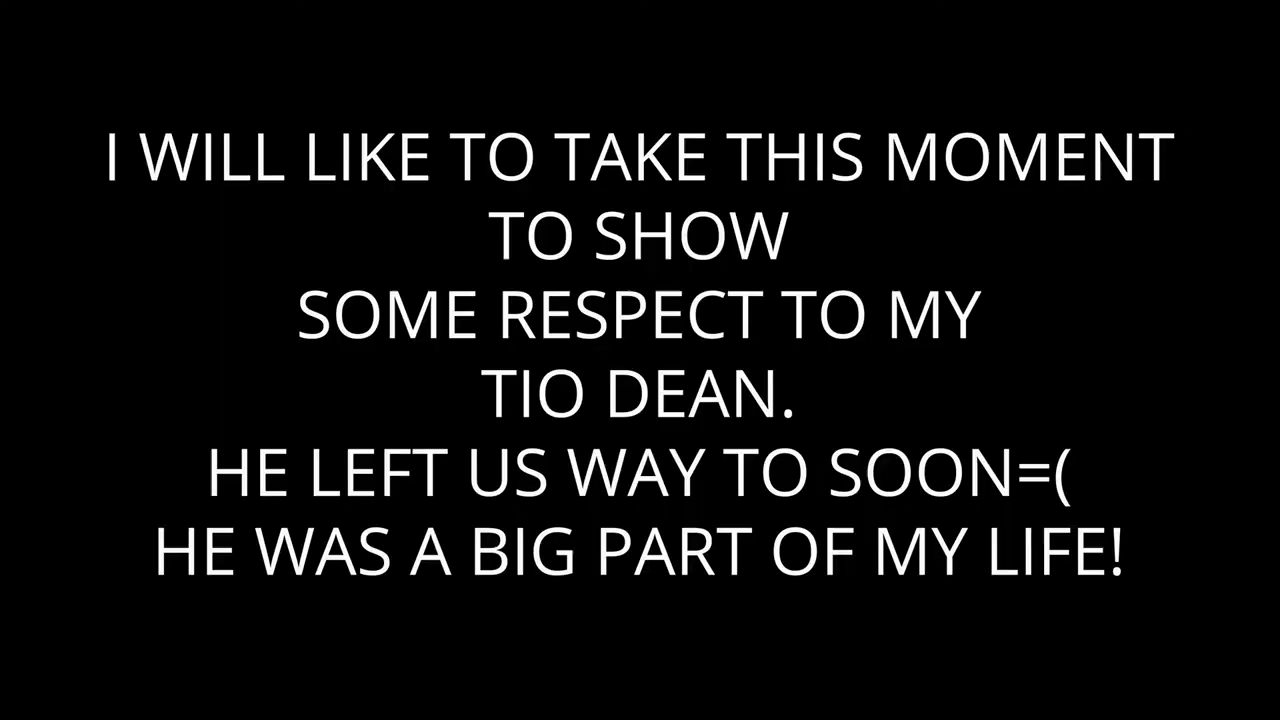 I WILL LIKE TO TAKE THIS MOMENT
TO SHOW
SOME RESPECT TO MY
TIO DEAN.
HE LEFT US WAY TO SOON=(
HE WAS A BIG PART OF MY LIFE!